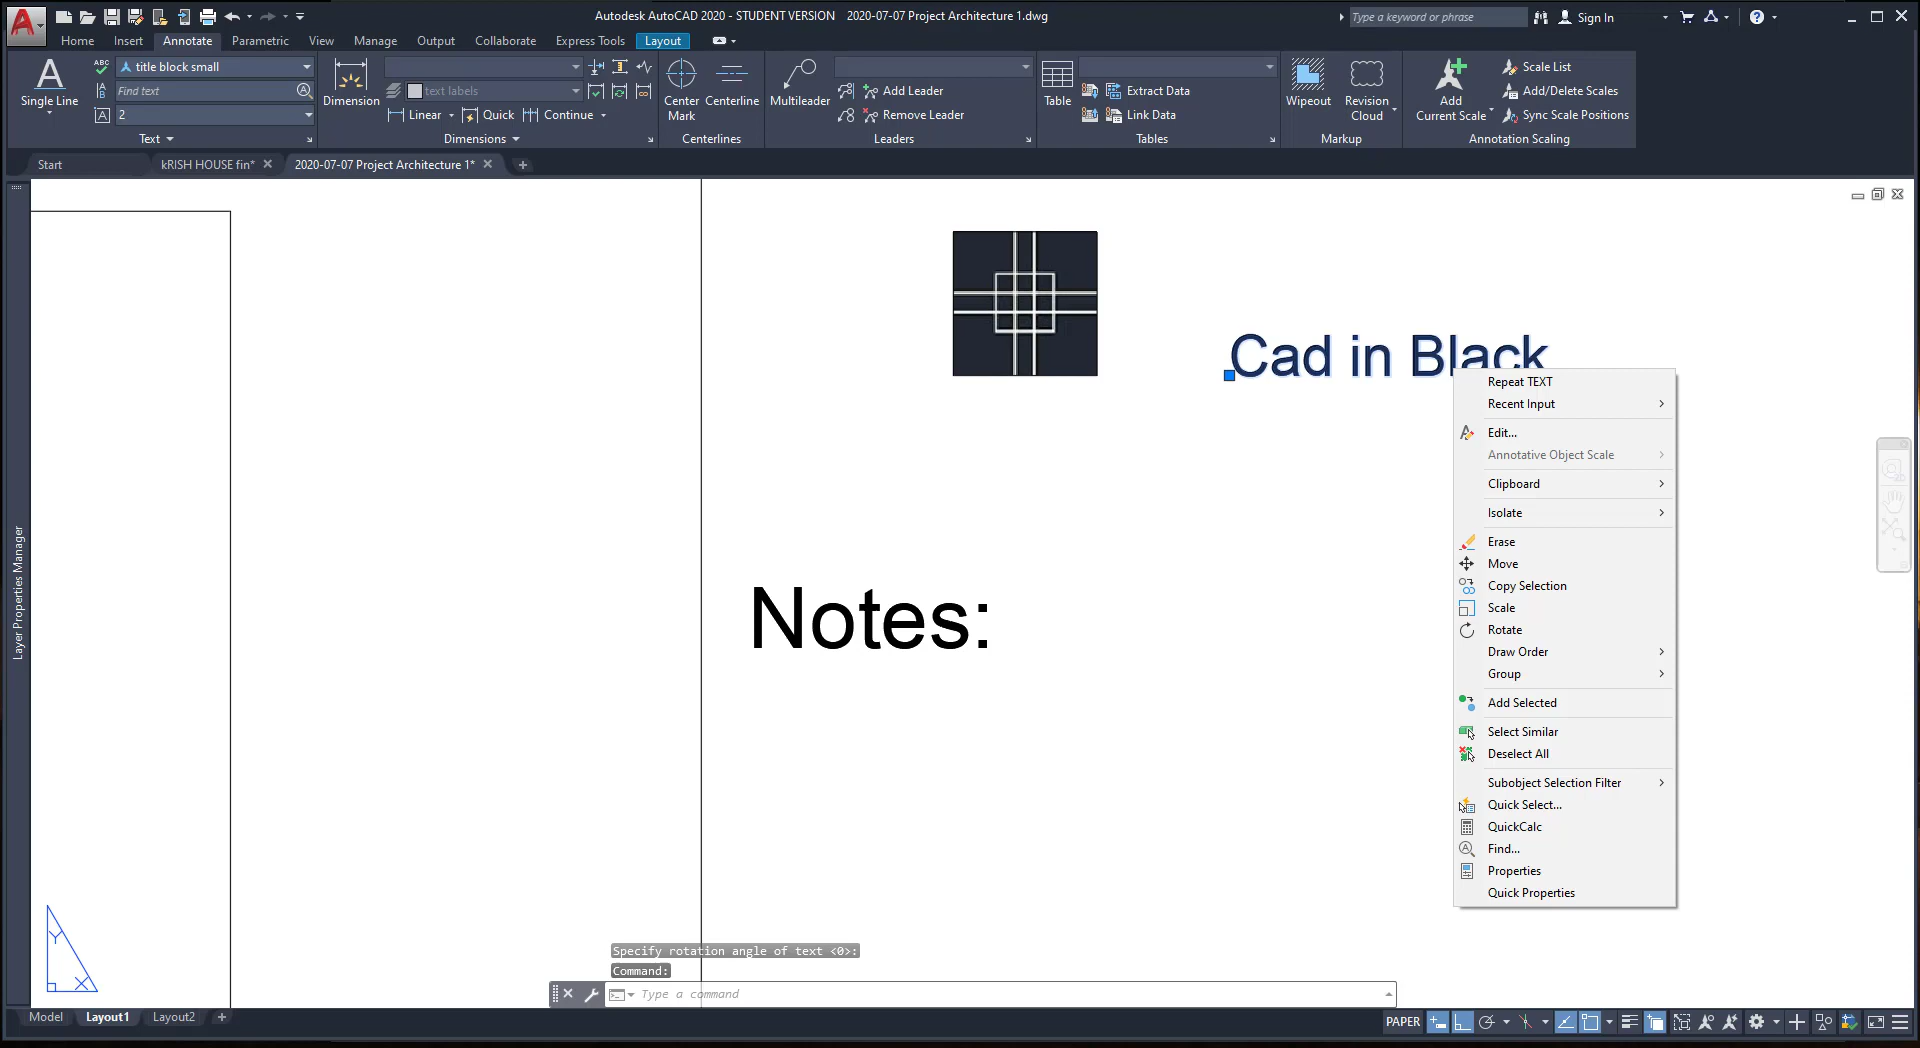 Autodesk AutoCAD 2020 - STUDENT VERSION 2020-07-07 Project Architecture 1.dwg
Type a keyword or phrase
Sign In
Home Insert Annotate Parametric View Manage Output Collaborate Express Tools Layout
A
Single Line
ABC
title block small
Find text
2
Text
Dimension
text labels
Linear Quick Continue
Dimensions
Center Mark
Centerline
Centerlines
Multileader
Add Leader
Remove Leader
Leaders
Table
Extract Data
Link Data
Tables
Wipeout
Revision Cloud
Markup
Add Current Scale
Scale List
Add/Delete Scales
Sync Scale Positions
Annotation Scaling
Start
kRISH HOUSE fin*
2020-07-07 Project Architecture 1*
Layer Properties Manager
Cad in Black
Notes:
Repeat TEXT
Recent Input
Edit...
Annotative Object Scale
Clipboard
Isolate
Erase
Move
Copy Selection
Scale
Rotate
Draw Order
Group
Add Selected
Select Similar
Deselect All
Subobject Selection Filter
Quick Select...
QuickCalc
Find...
Properties
Quick Properties
Y
X
Specify rotation angle of text <0>:
Command:
Type a command
Model Layout1 Layout2
PAPER